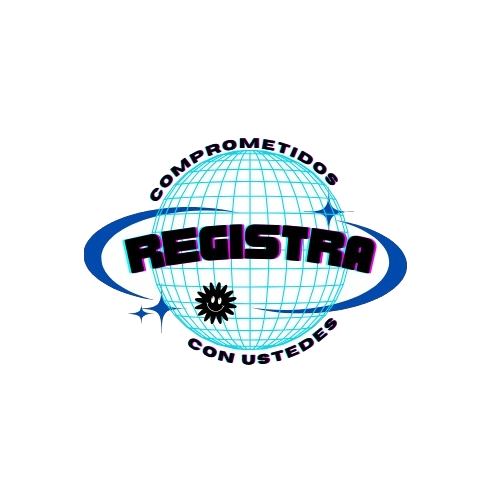 COMPROMETIDOS
REGISTRA
CON USTEDES